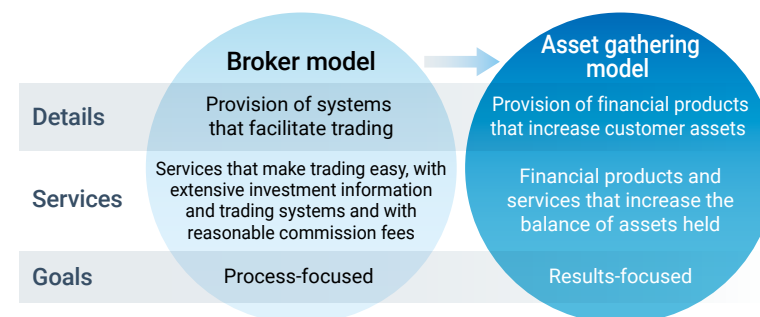 Broker model
Asset gathering
model
Details
Provision of systems
that facilitate trading
Provision of financial products
that increase customer assets
Services
Services that make trading easy, with
extensive investment information
and trading systems and with
reasonable commission fees
Financial products and
services that increase the
balance of assets held
Goals
Process-focused
Results-focused